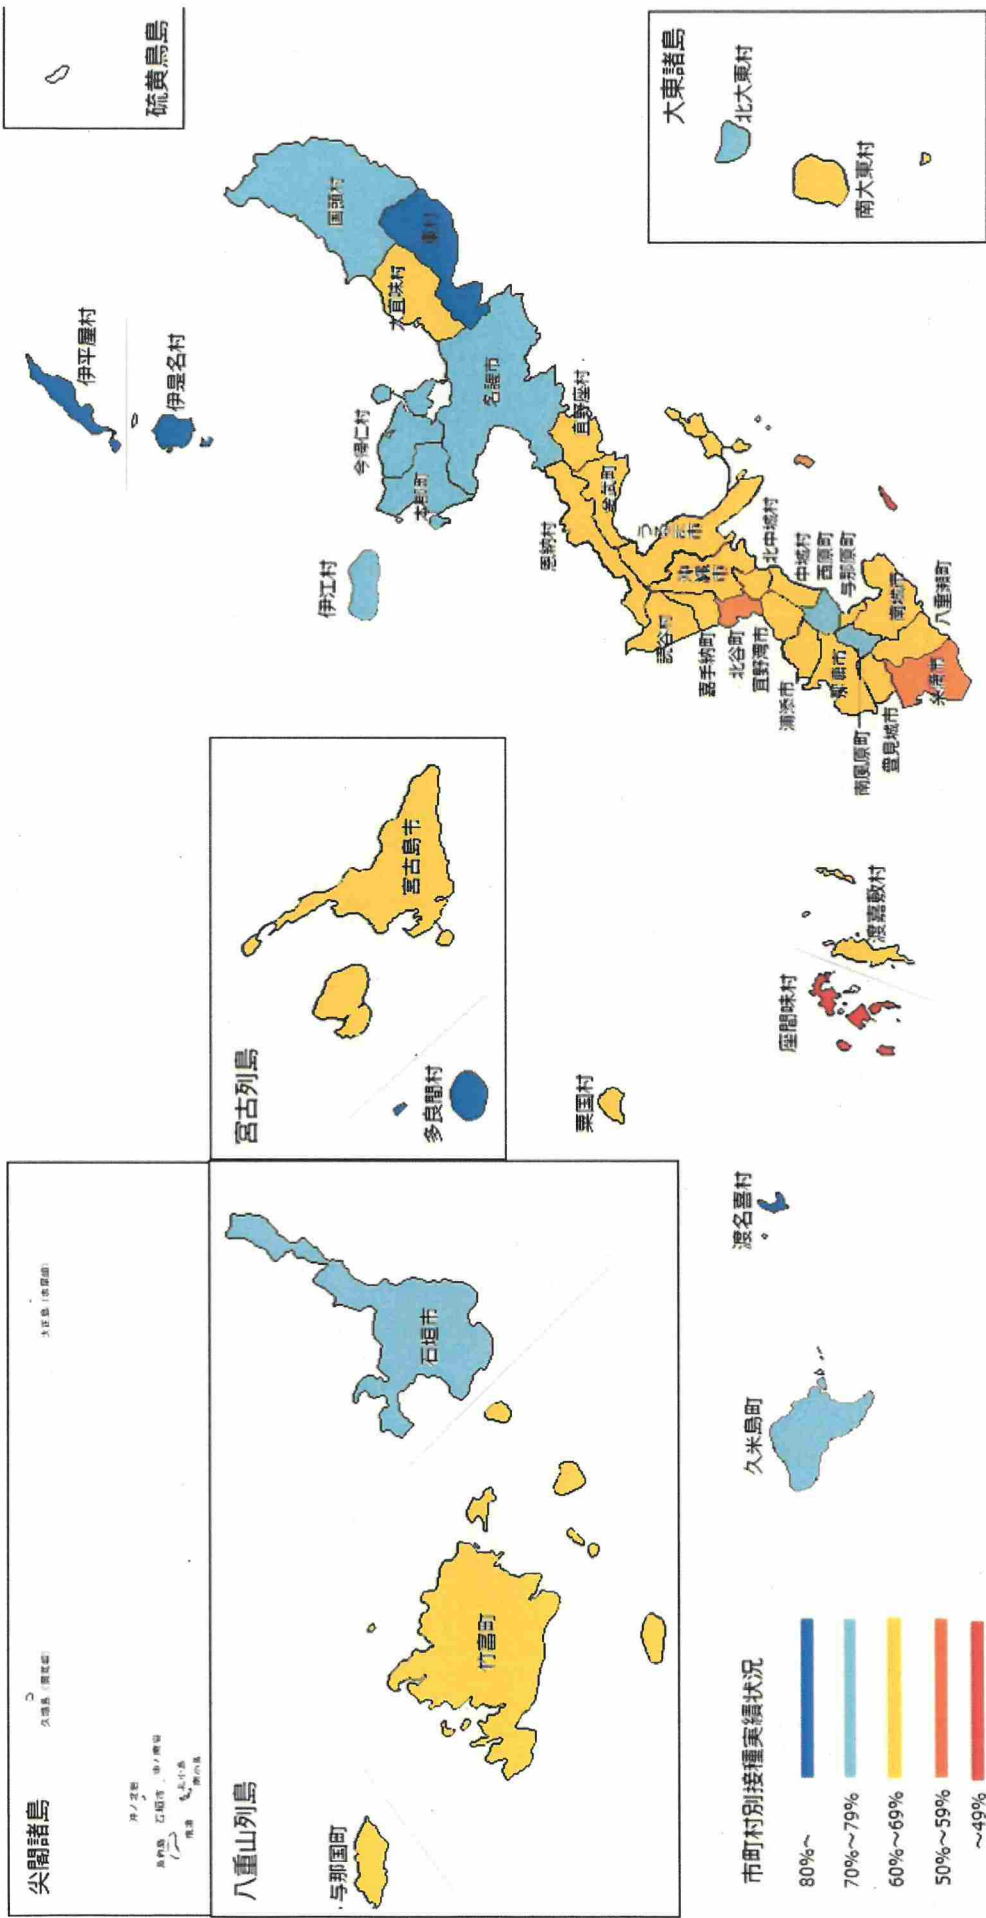 尖閣諸島
石垣市
八重山列島
与那国町
竹富町
石垣市
宮古列島
多良間村
宮古島市
硫黄鳥島
伊平屋村
伊是名村
伊江村
今帰仁村
本部町
国頭村
大宜味村
東村
名護市
宜野座村
金武町
恩納村
うるま市
沖縄市
読谷村
嘉手納町
北谷町
北中城村
宜野湾市
中城村
西原町
浦添市
与那原町
那覇市
南風原町
南城市
豊見城市
八重瀬町
糸満市
大東諸島
北大東村
南大東村
粟国村
渡名喜村
座間味村
渡嘉敷村
久米島町
市町村別接種実績状況
80%~
70%~79%
60%~69%
50%~59%
~49%